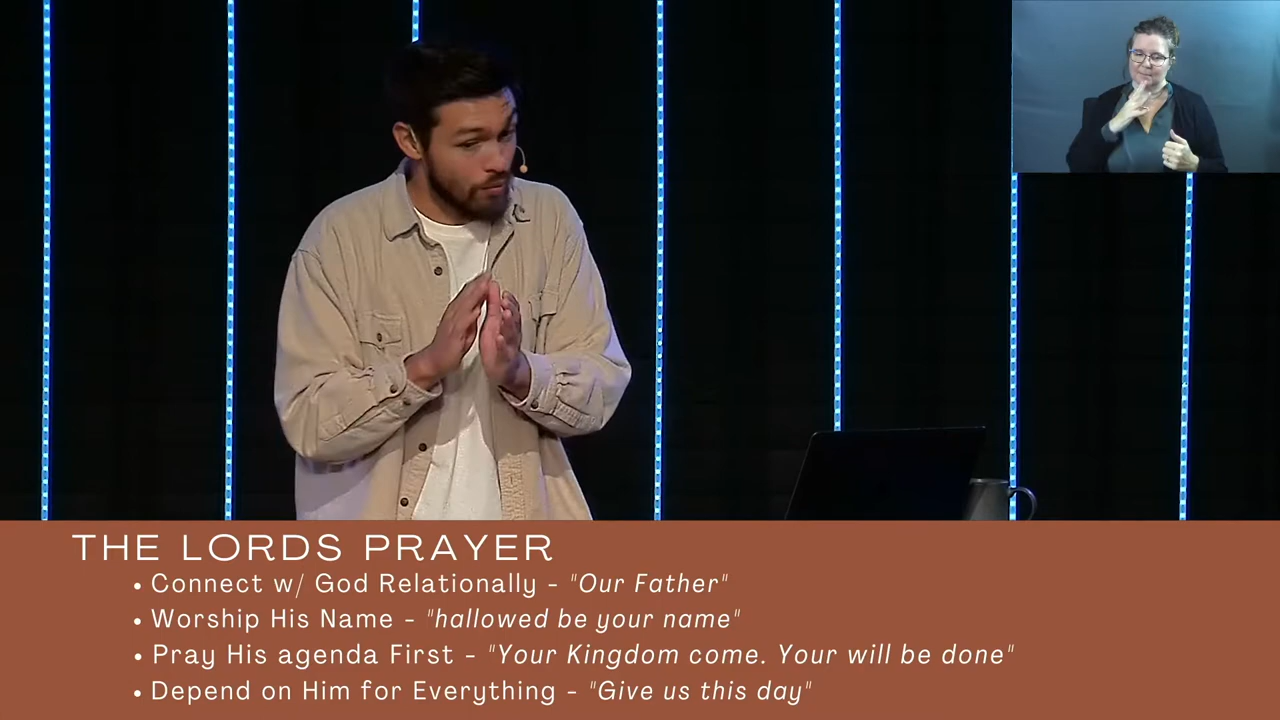 THE LORDS PRAYER
• Connect w/ God Relationally - "Our Father"
• Worship His Name - "hallowed be your name"
• Pray His agenda First - "Your Kingdom come. Your will be done"
• Depend on Him for Everything - "Give us this day"